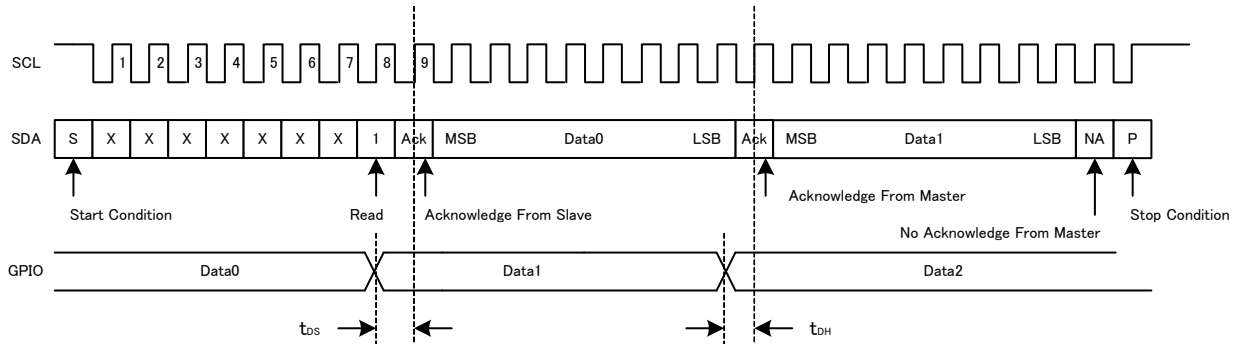 SCL 1 2 3 4 5 6 7 8 9
SDA S X X X X X X X 1 Ack MSB Data0 LSB Ack MSB Data1 LSB NA P
Start Condition Read Acknowledge From Slave Acknowledge From Master Stop Condition
No Acknowledge From Master
GPIO Data0 Data1 Data2
tDS tDH